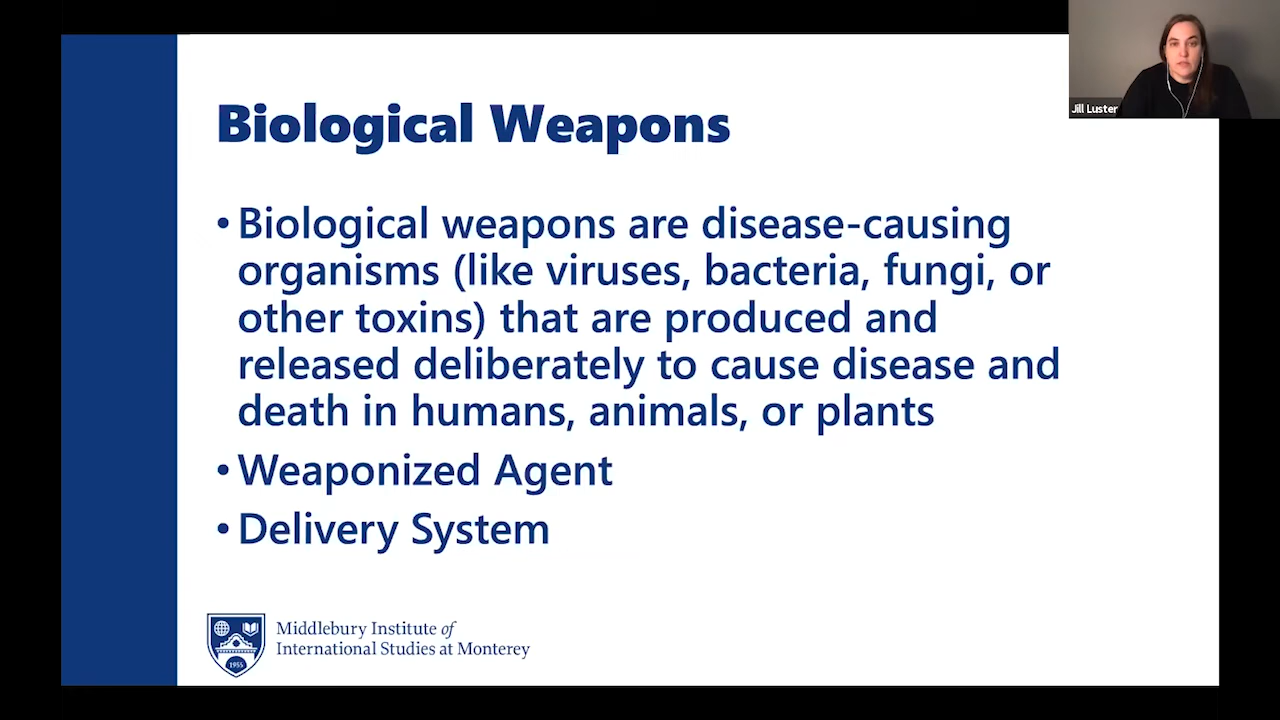 Jill Luster
Biological Weapons
• Biological weapons are disease-causing
organisms (like viruses, bacteria, fungi, or
other toxins) that are produced and
released deliberately to cause disease and
death in humans, animals, or plants
• Weaponized Agent
• Delivery System
Middlebury Institute of
International Studies at Monterey
1955